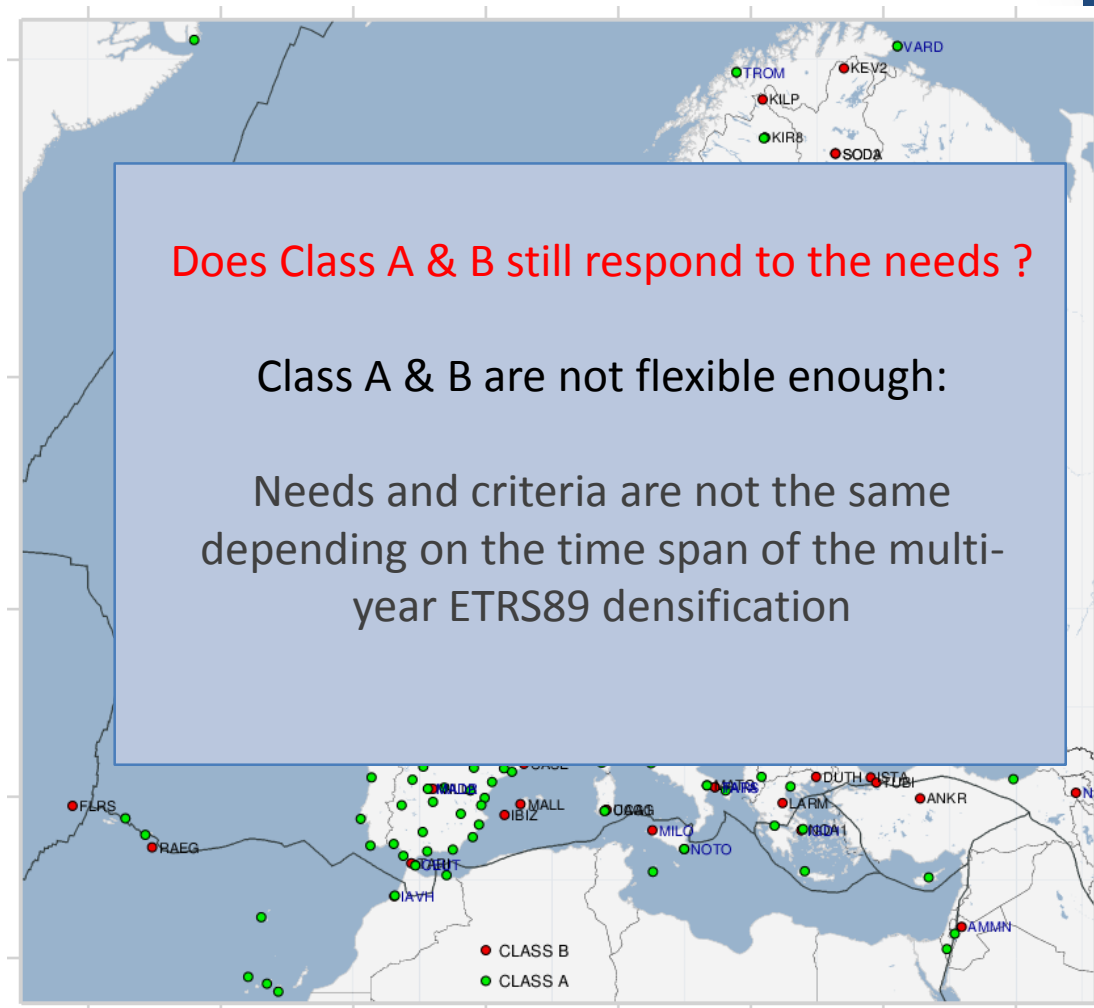 VARD
KEV2
TROM
KILP
KIR8
Does Class A & B still respond to the needs ?
Class A & B are not flexible enough:
Needs and criteria are not the same
depending on the time span of the multi-
year ETRS89 densification
DUTH
ISTA
TUBI
FLRS
MALL
IBIZ
LARM
ANKR
MILO
RAEG
NOTO
IAVH
AMMN
CLASS B
CLASS A